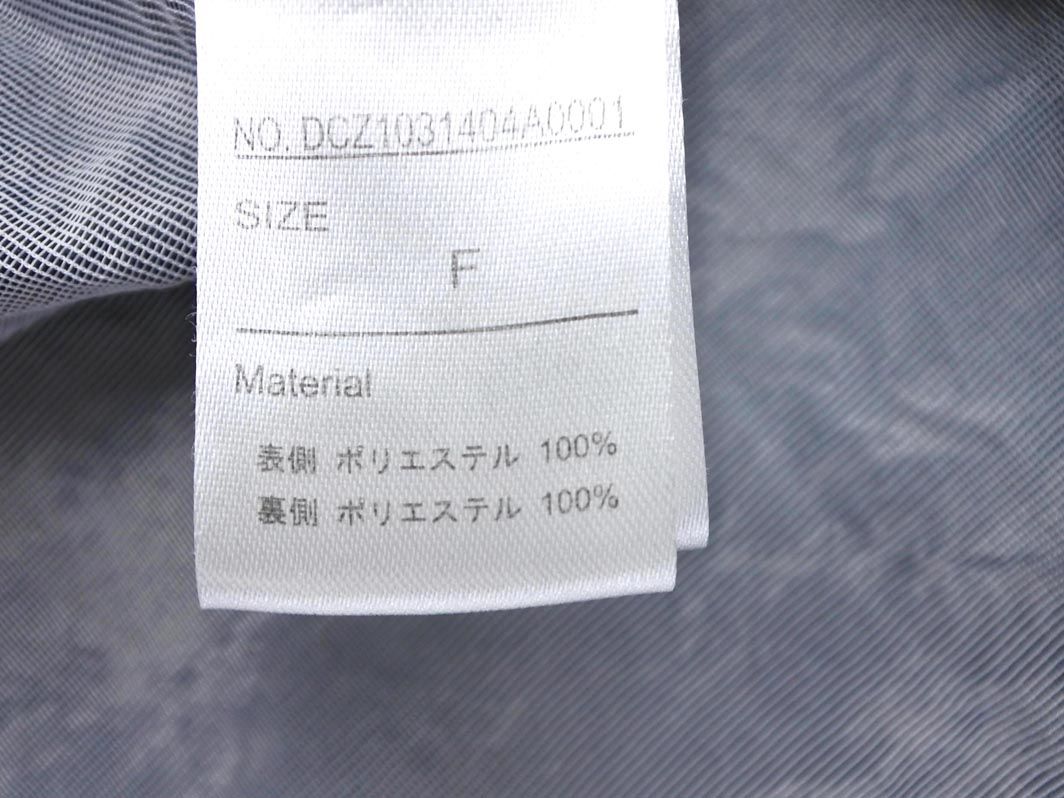 NO. DCZ1031404A0001
SIZE
F
Material
表側 ポリエステル 100%
裏側 ポリエステル 100%